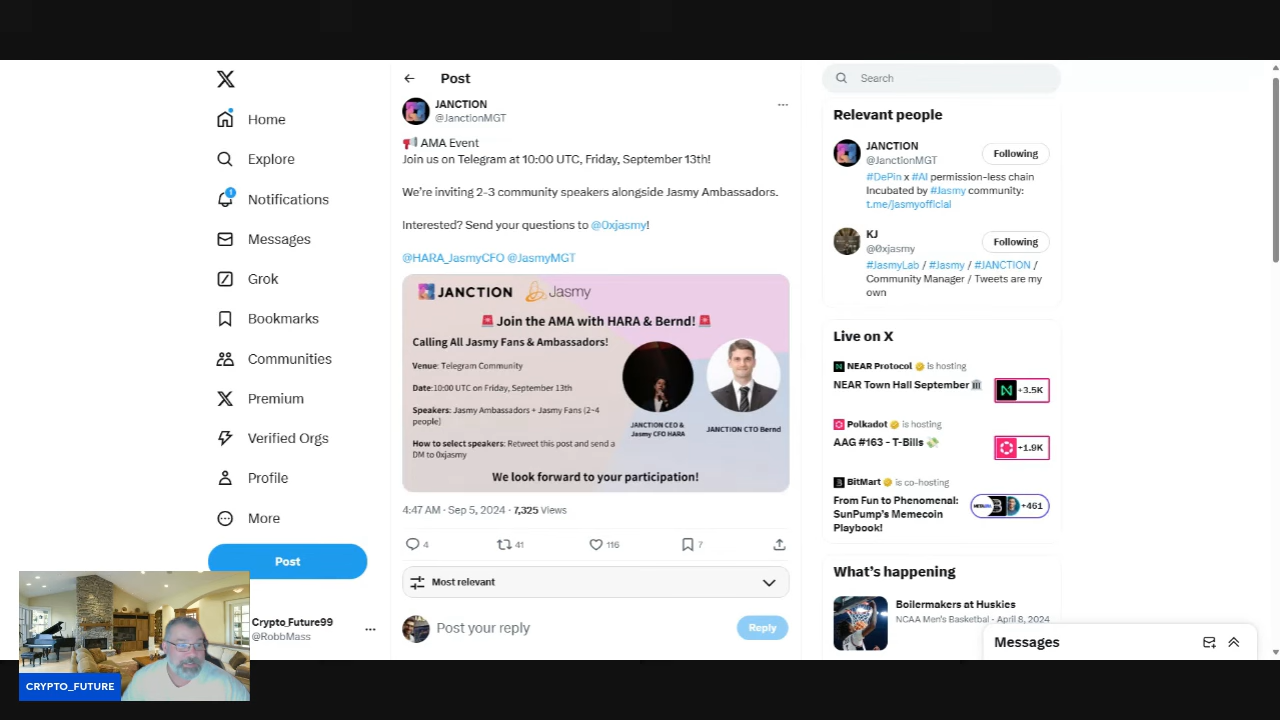 Home
Explore
1
Notifications
Messages
Grok
Bookmarks
Communities
Premium
Verified Orgs
Profile
More
Post
Crypto_Future99
@RobbMass
CRYPTO_FUTURE
Post
JANCTION
@JanctionMGT
AMA Event
Join us on Telegram at 10:00 UTC, Friday, September 13th!
We're inviting 2-3 community speakers alongside Jasmy Ambassadors.
Interested? Send your questions to @0xjasmy!
@HARA_JasmyCFO @JasmyMGT
JANCTION Jasmy
Join the AMA with HARA & Bernd!
Calling All Jasmy Fans & Ambassadors!
Venue: Telegram Community
Date:10:00 UTC on Friday, September 13th
Speakers: Jasmy Ambassadors + Jasmy Fans (2-4
people)
How to select speakers: Retweet this post and send a
DM to 0xjasmy
JANCTION CEO &
Jasmy CFO HARA
JANCTION CTO Bernd
We look forward to your participation!
4:47 AM · Sep 5, 2024 · 7,325 Views
4 41 116 7
Most relevant
Post your reply
Reply
Search
Relevant people
JANCTION
@JanctionMGT
Following
#DePin x #AI permission-less chain
Incubated by #Jasmy community:
t.me/jasmyofficial
KJ
@0xjasmy
Following
#JasmyLab / #Jasmy / #JANCTION /
Community Manager / Tweets are my
own
Live on X
NEAR Protocol is hosting
NEAR Town Hall September
+3.5K
Polkadot is hosting
AAG #163 - T-Bills
+1.9K
BitMart is co-hosting
From Fun to Phenomenal:
SunPump's Memecoin
Playbook!
+461
What's happening
Boilermakers at Huskies
NCAA Men's Basketbal · April 8, 2024
Messages